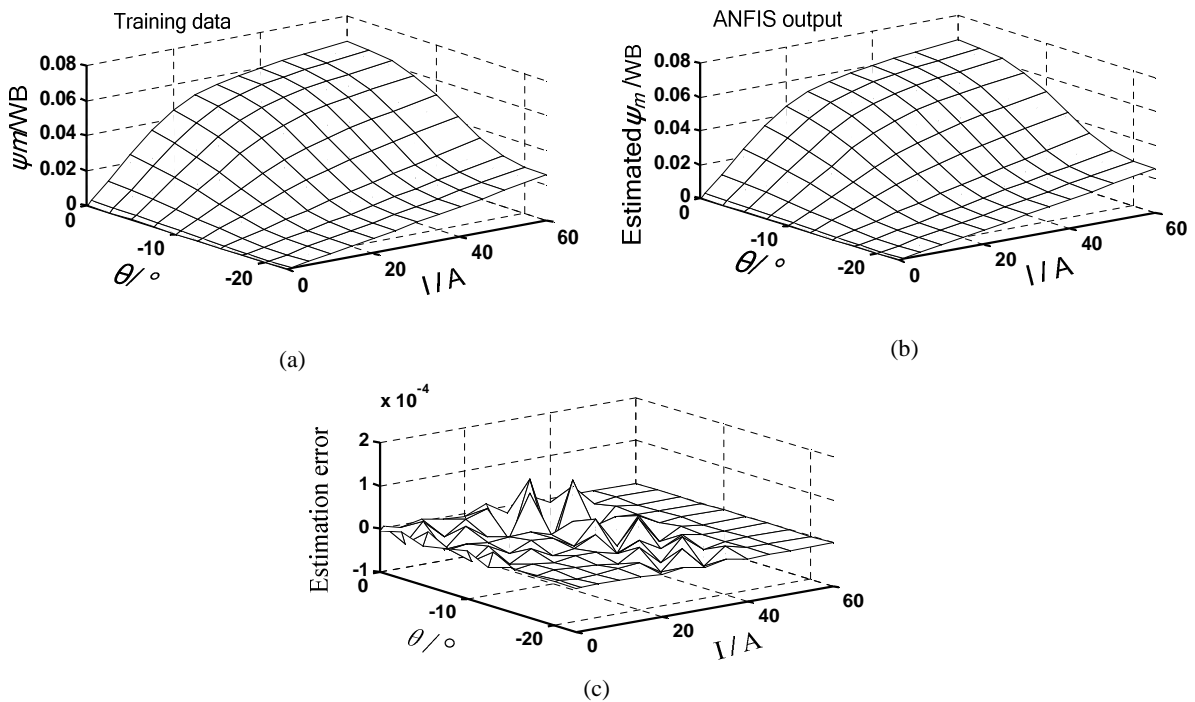 Training data
ψm/WB
0.08
0.06
0.04
0.02
0
0
-10
-20
θ/ °
0
20
40
60
I / A
(a)
ANFIS output
Estimated ψm /WB
0.08
0.06
0.04
0.02
0
0
-10
-20
θ/ °
0
20
40
60
I / A
(b)
x 10-4
Estimation error
2
1
0
-1
0
-10
-20
θ / °
0
20
40
60
I / A
(c)